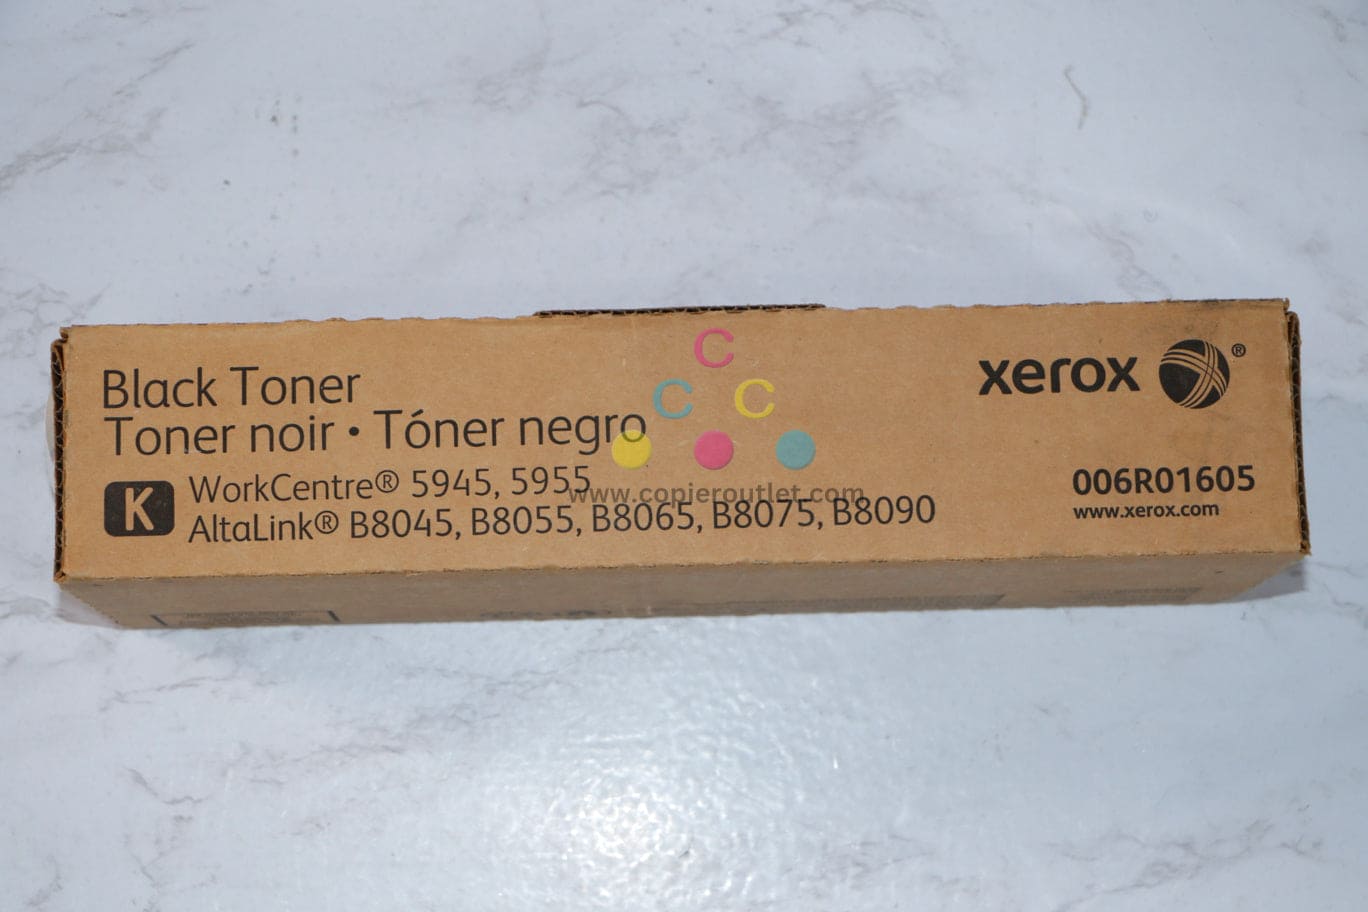 Black Toner
Toner noir • Tóner negro
K
WorkCentre® 5945, 5955
AltaLink® B8045, B8055, B8065, B8075, B8090
xerox ®
006R01605
www.xerox.com
C
C C
www.copieroutlet.com